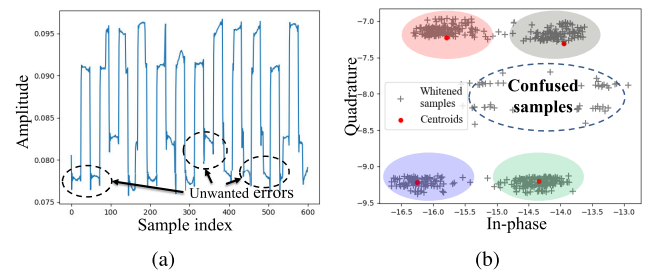 0.095
0.090
0.085
0.080
0.075
Amplitude
0
100
200
300
400
500
600
Sample index
Unwanted errors
(a)
−7.0
−7.5
−8.0
−8.5
−9.0
−9.5
Quadrature
Whitened
samples
Centroids
Confused
samples
−16.5
−16.0
−15.5
−15.0
−14.5
−14.0
−13.5
−13.0
In-phase
(b)